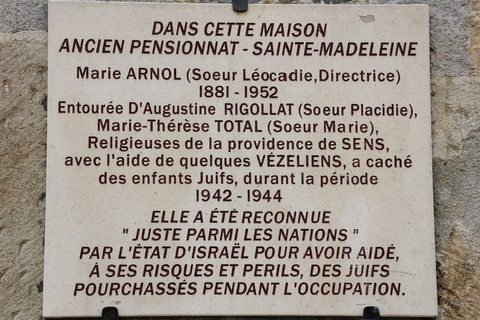 DANS CETTE MAISON
ANCIEN PENSIONNAT - SAINTE-MADELEINE
Marie ARNOL (Soeur Léocadie,Directrice)
1881 - 1952
Entourée D'Augustine RIGOLLAT (Soeur Placidie),
Marie-Thérèse TOTAL (Soeur Marie),
Religieuses de la providence de SENS,
avec l'aide de quelques VÉZELIENS, a caché
des enfants Juifs, durant la période
1942 - 1944
ELLE A ÉTÉ RECONNUE
" JUSTE PARMI LES NATIONS "
PAR L'ÉTAT D'ISRAËL POUR AVOIR AIDÉ,
À SES RISQUES ET PERILS, DES JUIFS
POURCHASSÉS PENDANT L'OCCUPATION.